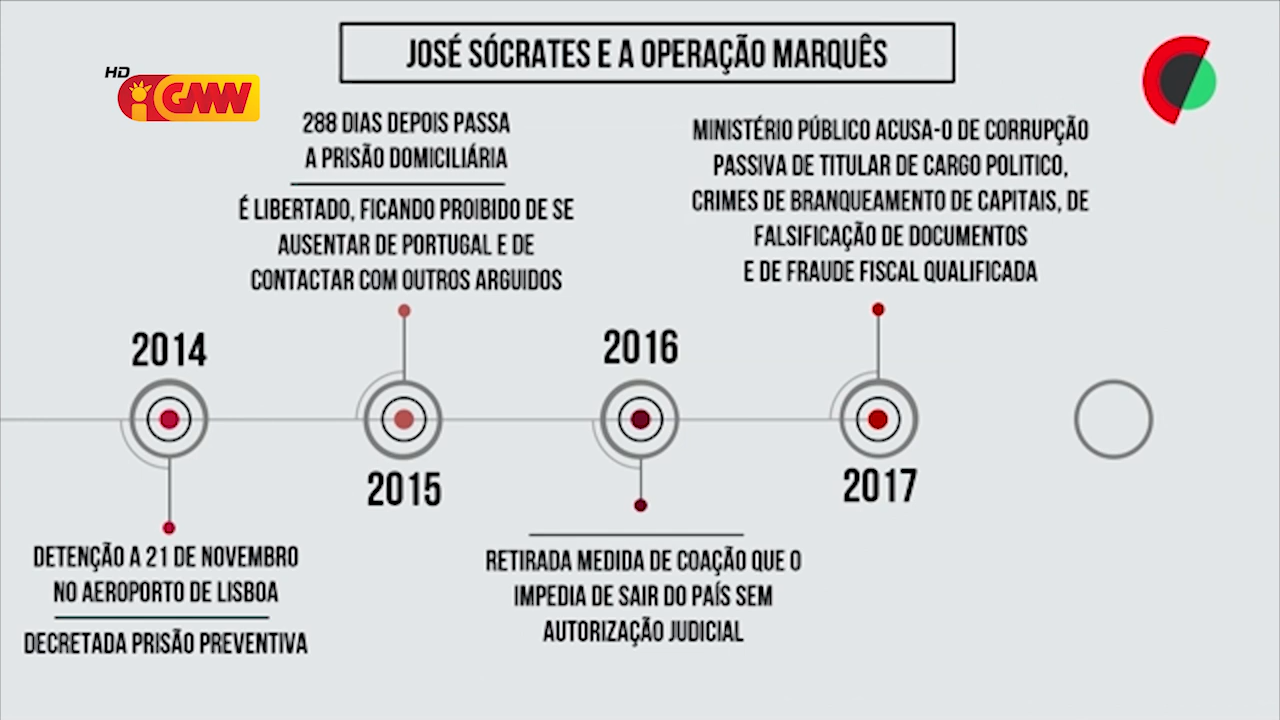 JOSÉ SÓCRATES E A OPERAÇÃO MARQUÊS
HD
iGMW
288 DIAS DEPOIS PASSA
A PRISÃO DOMICILIÁRIA
É LIBERTADO, FICANDO PROIBIDO DE SE
AUSENTAR DE PORTUGAL E DE
CONTACTAR COM OUTROS ARGUIDOS
MINISTÉRIO PÚBLICO ACUSA-O DE CORRUPÇÃO
PASSIVA DE TITULAR DE CARGO POLITICO,
CRIMES DE BRANQUEAMENTO DE CAPITAIS, DE
FALSIFICAÇÃO DE DOCUMENTOS
E DE FRAUDE FISCAL QUALIFICADA
2014
2016
2015
2017
DETENÇÃO A 21 DE NOVEMBRO
NO AEROPORTO DE LISBOA
DECRETADA PRISÃO PREVENTIVA
RETIRADA MEDIDA DE COAÇÃO QUE O
IMPEDIA DE SAIR DO PAÍS SEM
AUTORIZAÇÃO JUDICIAL